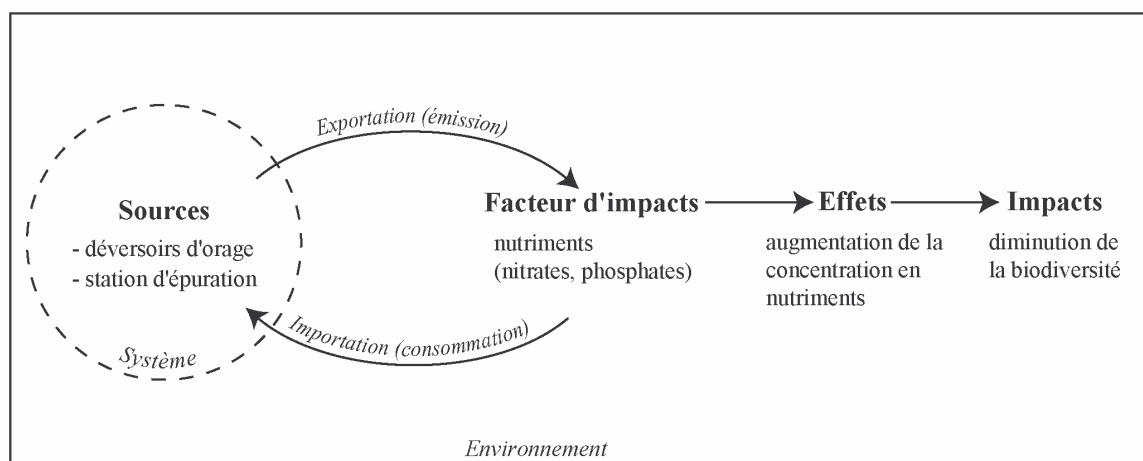 Exportation (émission)
Sources
- déversoirs d'orage
- station d'épuration
Système
Facteur d'impacts
nutriments
(nitrates, phosphates)
Effets
augmentation de la
concentration en
nutriments
Impacts
diminution de
la biodiversité
Importation (consommation)
Environnement